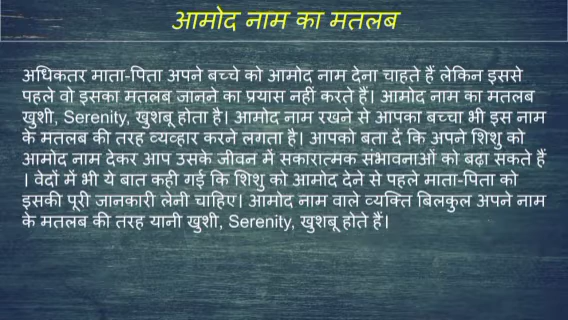 आमोद नाम का मतलब
अधिकतर माता-पिता अपने बच्चे को आमोद नाम देना चाहते हैं लेकिन इससे
पहले वो इसका मतलब जानने का प्रयास नहीं करते हैं। आमोद नाम का मतलब
खुशी, Serenity, खुशबू होता है। आमोद नाम रखने से आपका बच्चा भी इस नाम
के मतलब की तरह व्यव्हार करने लगता है। आपको बता दें कि अपने शिशु को
आमोद नाम देकर आप उसके जीवन में सकारात्मक संभावनाओं को बढ़ा सकते हैं
। वेदों में भी ये बात कही गई कि शिशु को आमोद देने से पहले माता-पिता को
इसकी पूरी जानकारी लेनी चाहिए। आमोद नाम वाले व्यक्ति बिलकुल अपने नाम
के मतलब की तरह यानी खुशी, Serenity, खुशबू होते हैं।